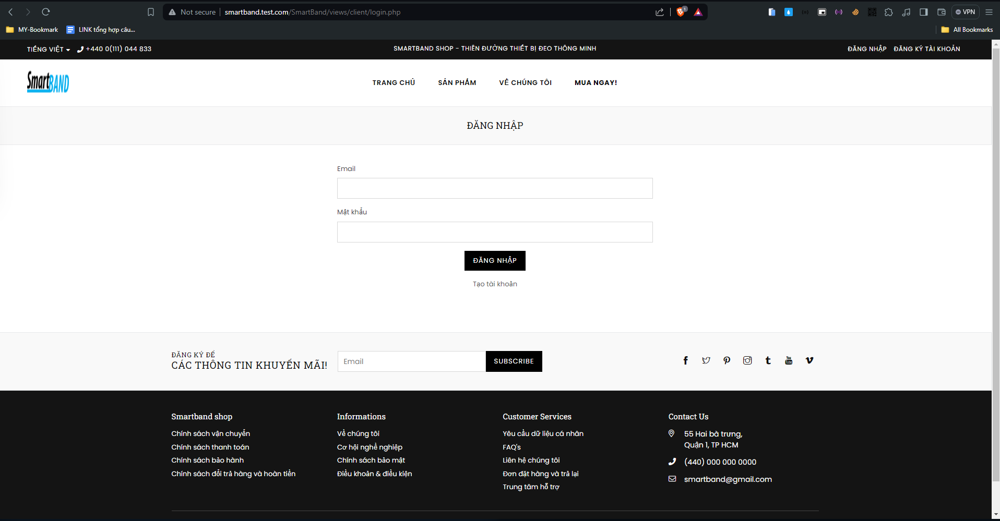 Not secure smartband.test.com/SmartBand/views/client/login.php
VPN
MY-Bookmark LINK tổng hợp câu... All Bookmarks
TIẾNG VIỆT +440 0(111) 044 833 SMARTBAND SHOP - THIÊN ĐƯỜNG THIẾT BỊ ĐEO THÔNG MINH ĐĂNG NHẬP ĐĂNG KÝ TÀI KHOẢN
SmartBAND TRANG CHỦ SẢN PHẨM VỀ CHÚNG TÔI MUA NGAY!
ĐĂNG NHẬP
Email
Mật khẩu
ĐĂNG NHẬP
Tạo tài khoản
ĐĂNG KÝ ĐỂ
CÁC THÔNG TIN KHUYẾN MÃI!
Email SUBSCRIBE
Smartband shop
Chính sách vận chuyển
Chính sách thanh toán
Chính sách bảo hành
Chính sách đổi trả hàng và hoàn tiền
Informations
Về chúng tôi
Cơ hội nghề nghiệp
Chính sách bảo mật
Điều khoản & điều kiện
Customer Services
Yêu cầu dữ liệu cá nhân
FAQ's
Liên hệ chúng tôi
Đơn đặt hàng và trả lại
Trung tâm hỗ trợ
Contact Us
55 Hai bà trưng,
Quận 1, TP HCM
(440) 000 000 0000
smartband@gmail.com